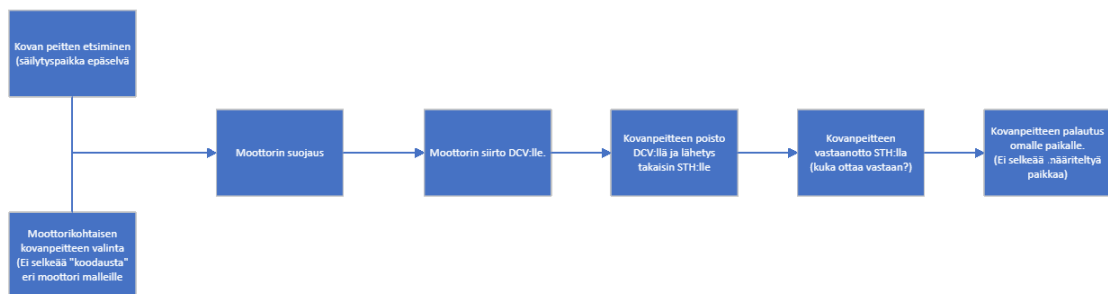 Kovan peitten etsiminen
(säilytyspaikka epäselvä
Moottorikohtaisen
kovanpeitteen valinta
(Ei selkeää "koodausta"
eri moottori malleille
Moottorin suojaus
Moottorin siirto DCV:lle.
Kovanpeitteen poisto
DCV:llä ja lähetys
takaisin STH:lle
Kovanpeitteen
vastaanotto STH:lla
(kuka ottaa vastaan?)
Kovanpeitteen palautus
omalle paikalle.
(Ei selkeää
paikkaa)